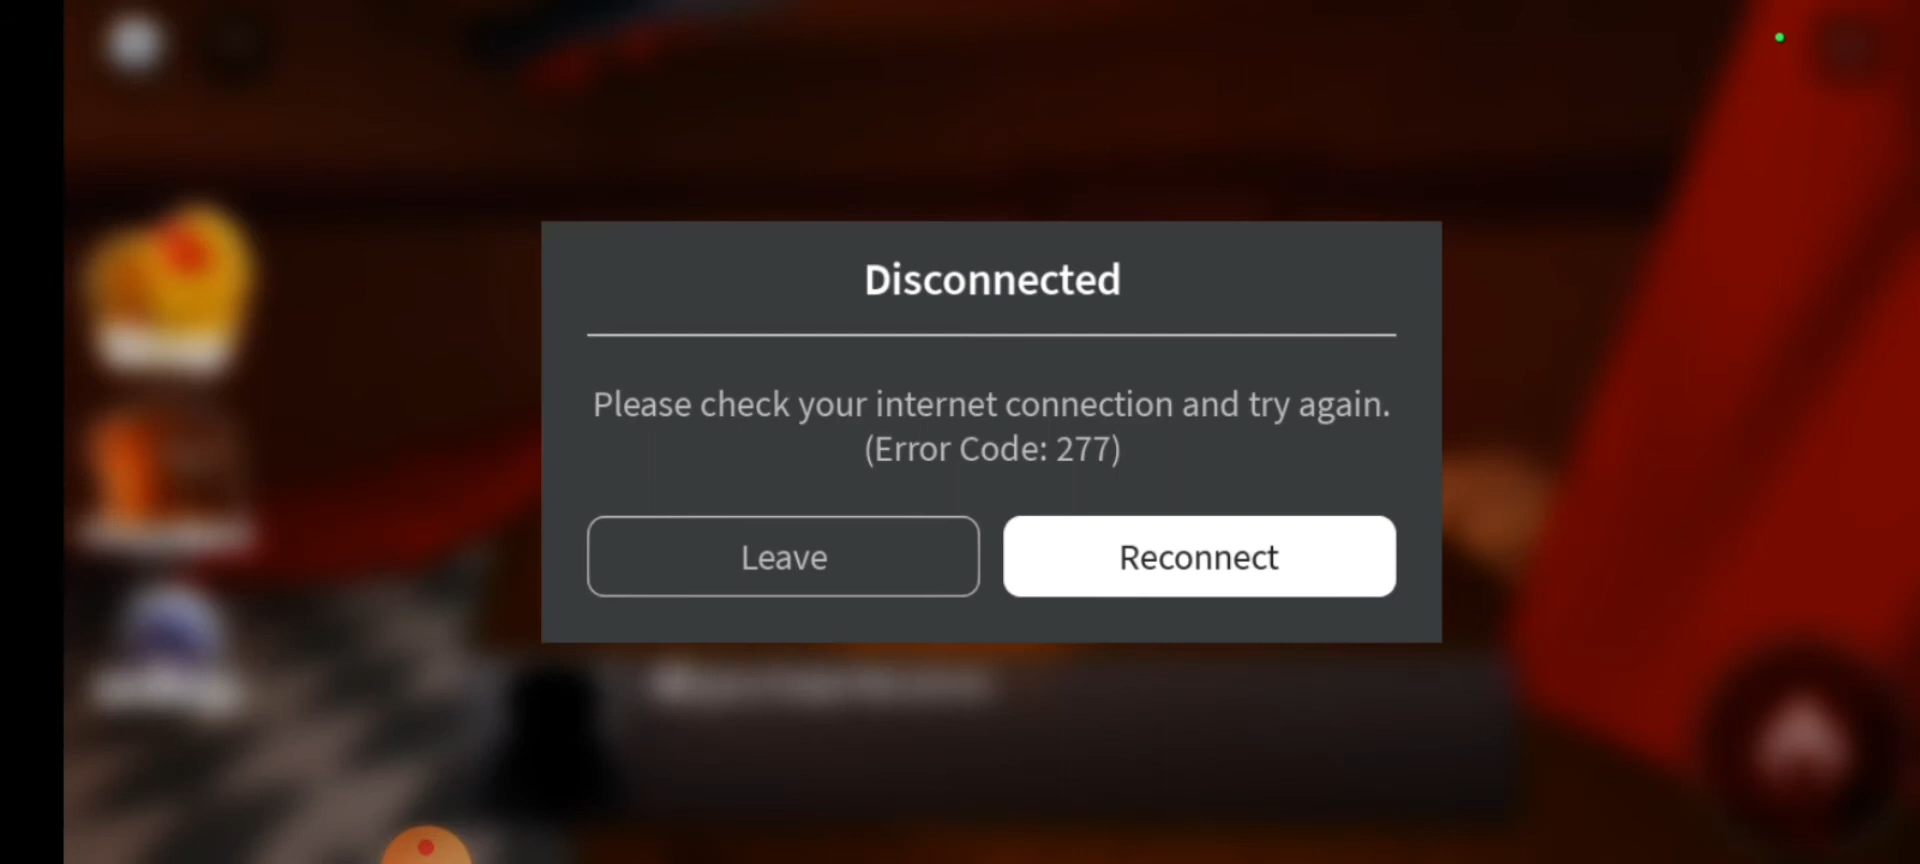 Disconnected
Please check your internet connection and try again.
(Error Code: 277)
Leave
Reconnect